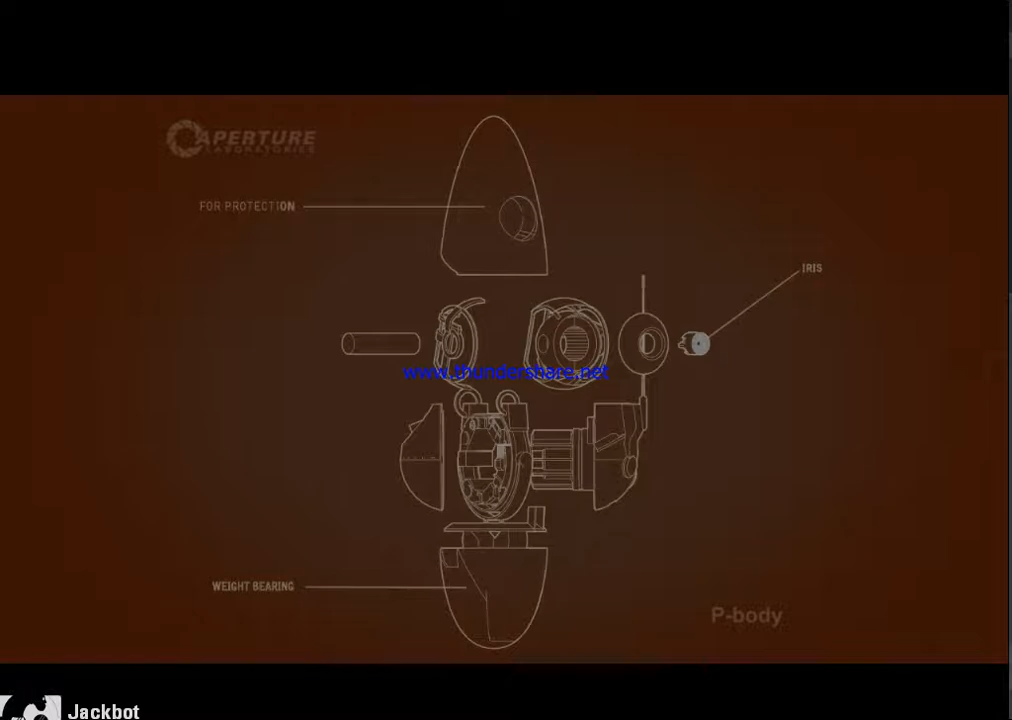 APERTURE
LABORATORIES
FOR PROTECTION
IRIS
www.thundershare.net
WEIGHT BEARING
P-body
Jackbot